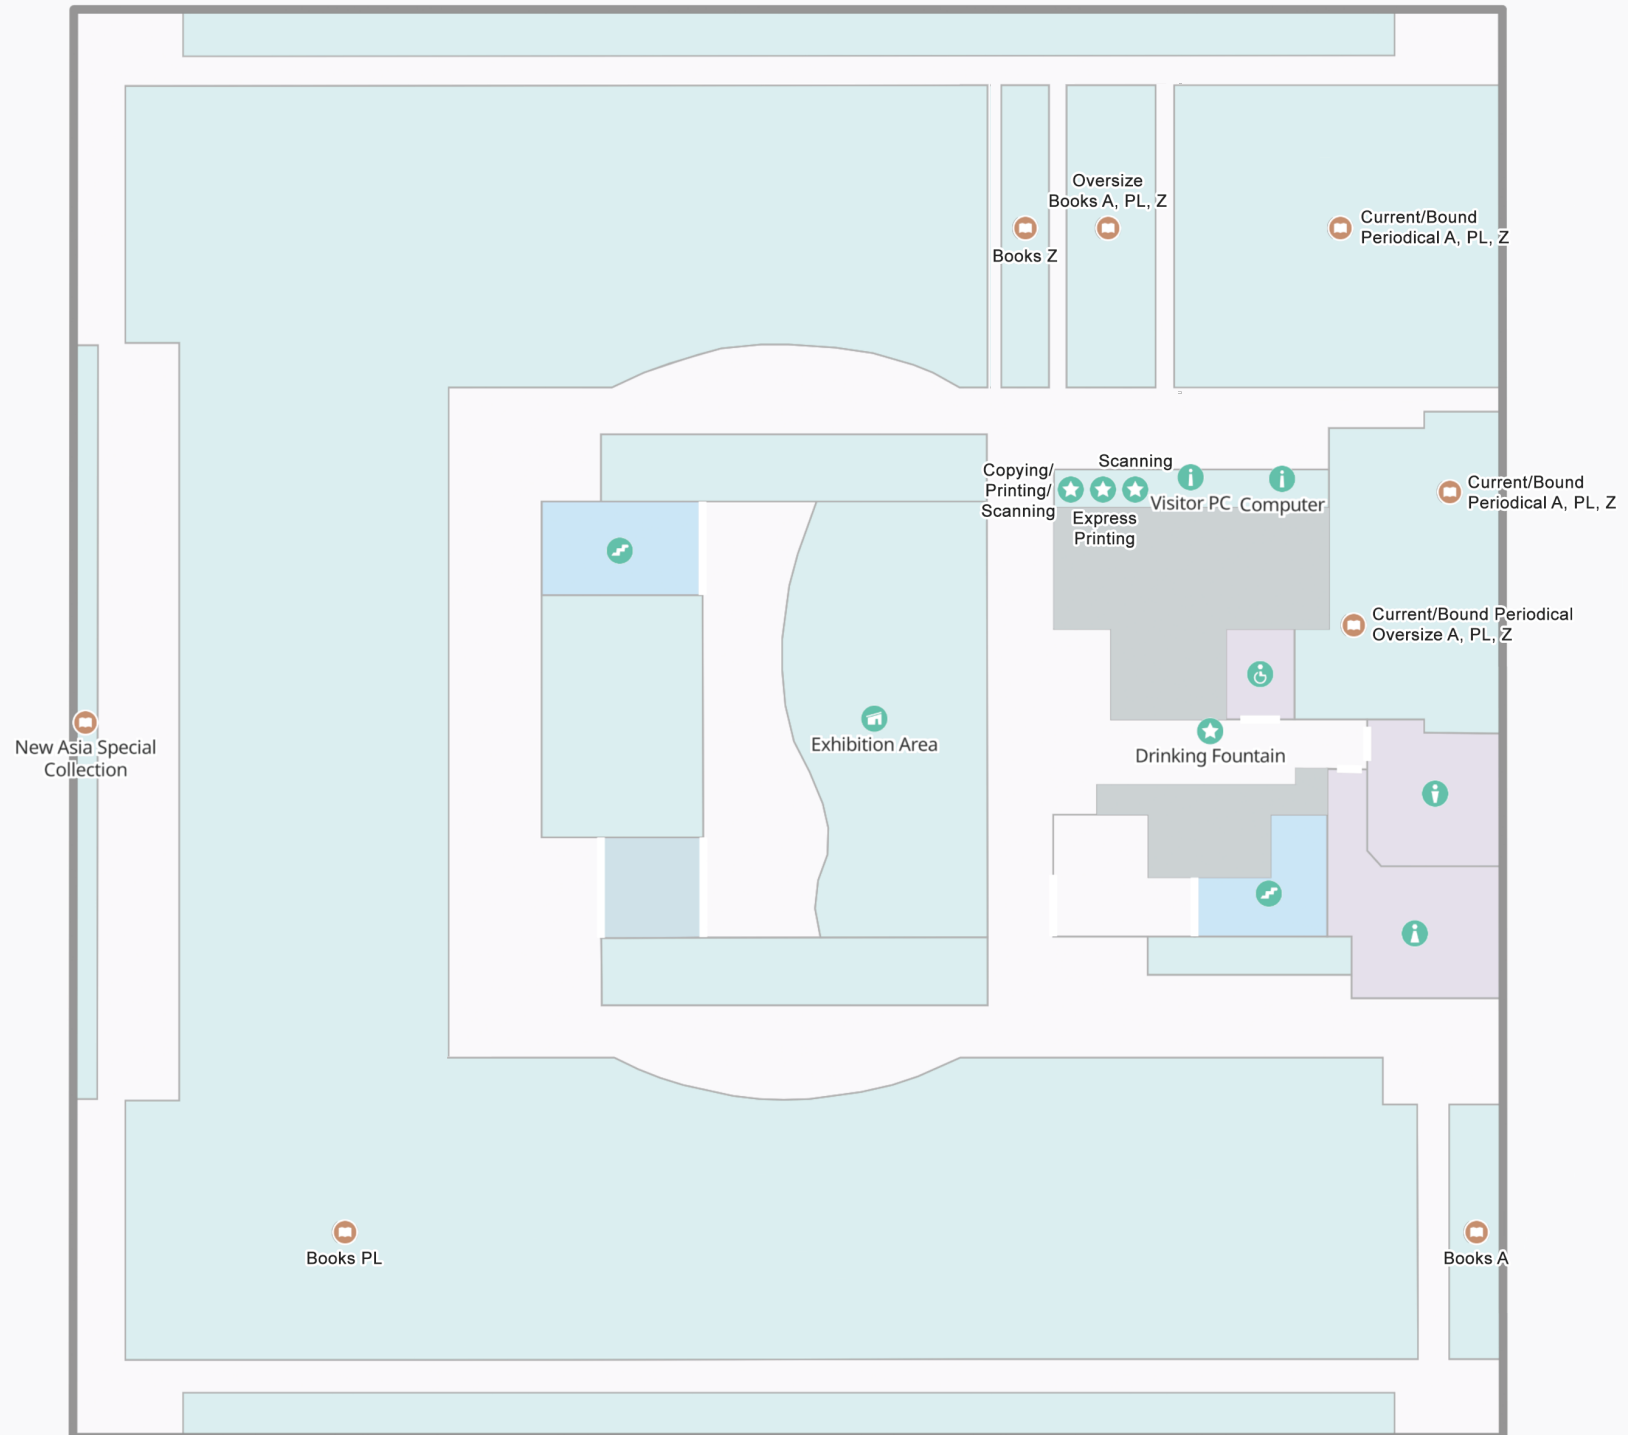 Oversize
Books A, PL, Z
Books Z
Current/Bound
Periodical A, PL, Z
Copying/
Printing/
Scanning
Scanning
Express
Printing
Visitor PC
Computer
Current/Bound
Periodical A, PL, Z
Current/Bound Periodical
Oversize A, PL, Z
New Asia Special
Collection
Exhibition Area
Drinking Fountain
Books PL
Books A